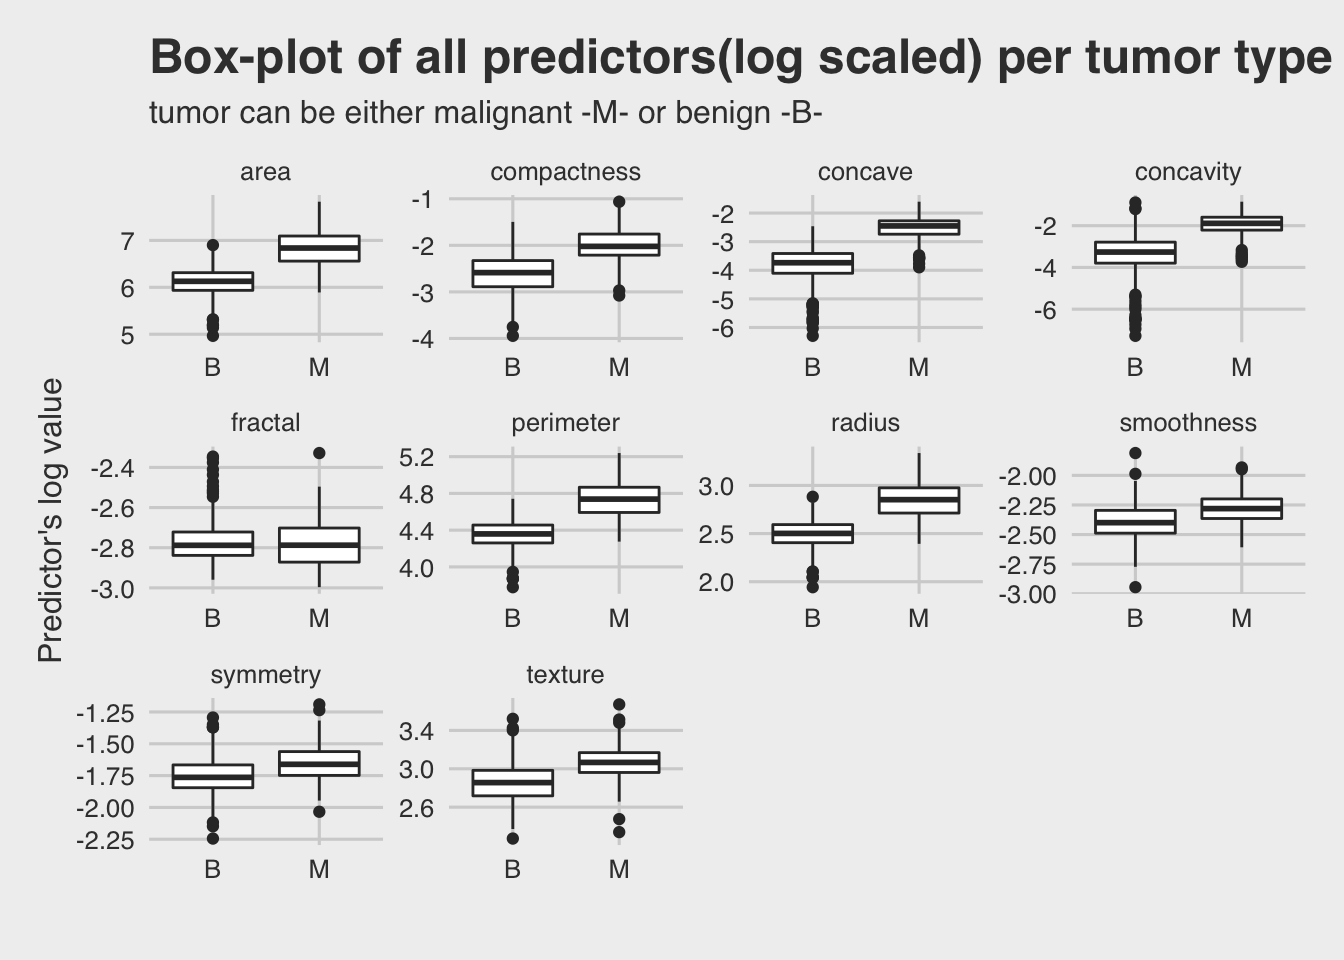 Box-plot of all predictors(log scaled) per tumor type
tumor can be either malignant -M- or benign -B-
Predictor's log value
area
7
6
5
B M
compactness
-1
-2
-3
-4
B M
concave
-2
-3
-4
-5
-6
B M
concavity
-2
-4
-6
B M
fractal
-2.4
-2.6
-2.8
-3.0
B M
perimeter
5.2
4.8
4.4
4.0
B M
radius
3.0
2.5
2.0
B M
smoothness
-2.00
-2.25
-2.50
-2.75
-3.00
B M
symmetry
-1.25
-1.50
-1.75
-2.00
-2.25
B M
texture
3.4
3.0
2.6
B M